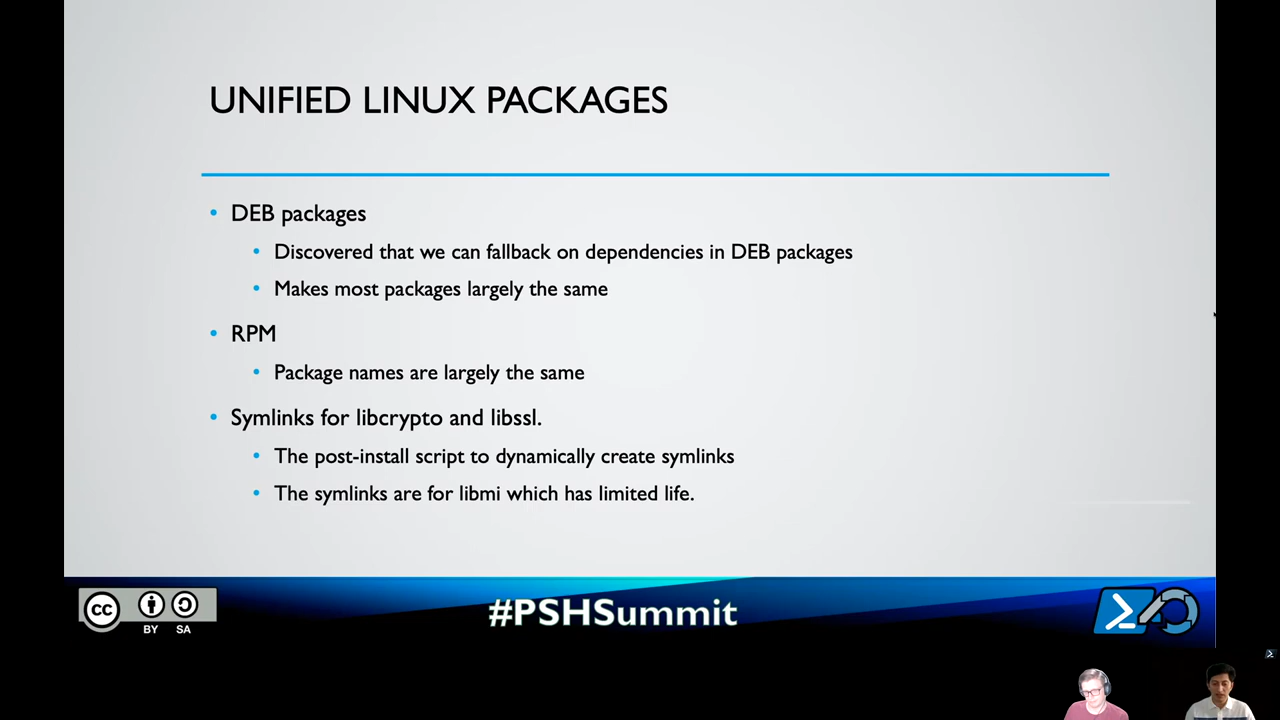 UNIFIED LINUX PACKAGES
• DEB packages
• Discovered that we can fallback on dependencies in DEB packages
• Makes most packages largely the same
• RPM
• Package names are largely the same
• Symlinks for libcrypto and libssl.
• The post-install script to dynamically create symlinks
• The symlinks are for libmi which has limited life.
cc
BY SA
#PSHSummit